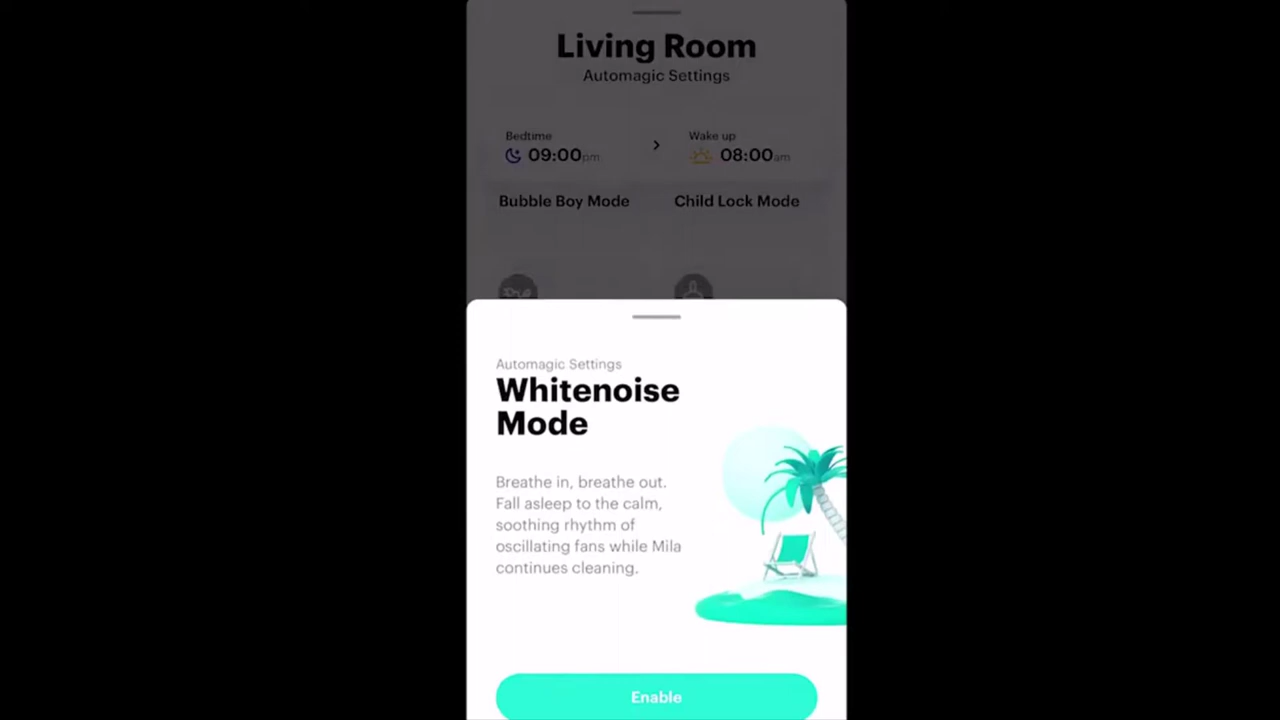 Living Room
Automagic Settings
Bedtime
Wake up
09:00pm
08:00am
Bubble Boy Mode
Child Lock Mode
Automagic Settings
Whitenoise
Mode
Breathe in, breathe out.
Fall asleep to the calm,
soothing rhythm of
oscillating fans while Mila
continues cleaning.
Enable